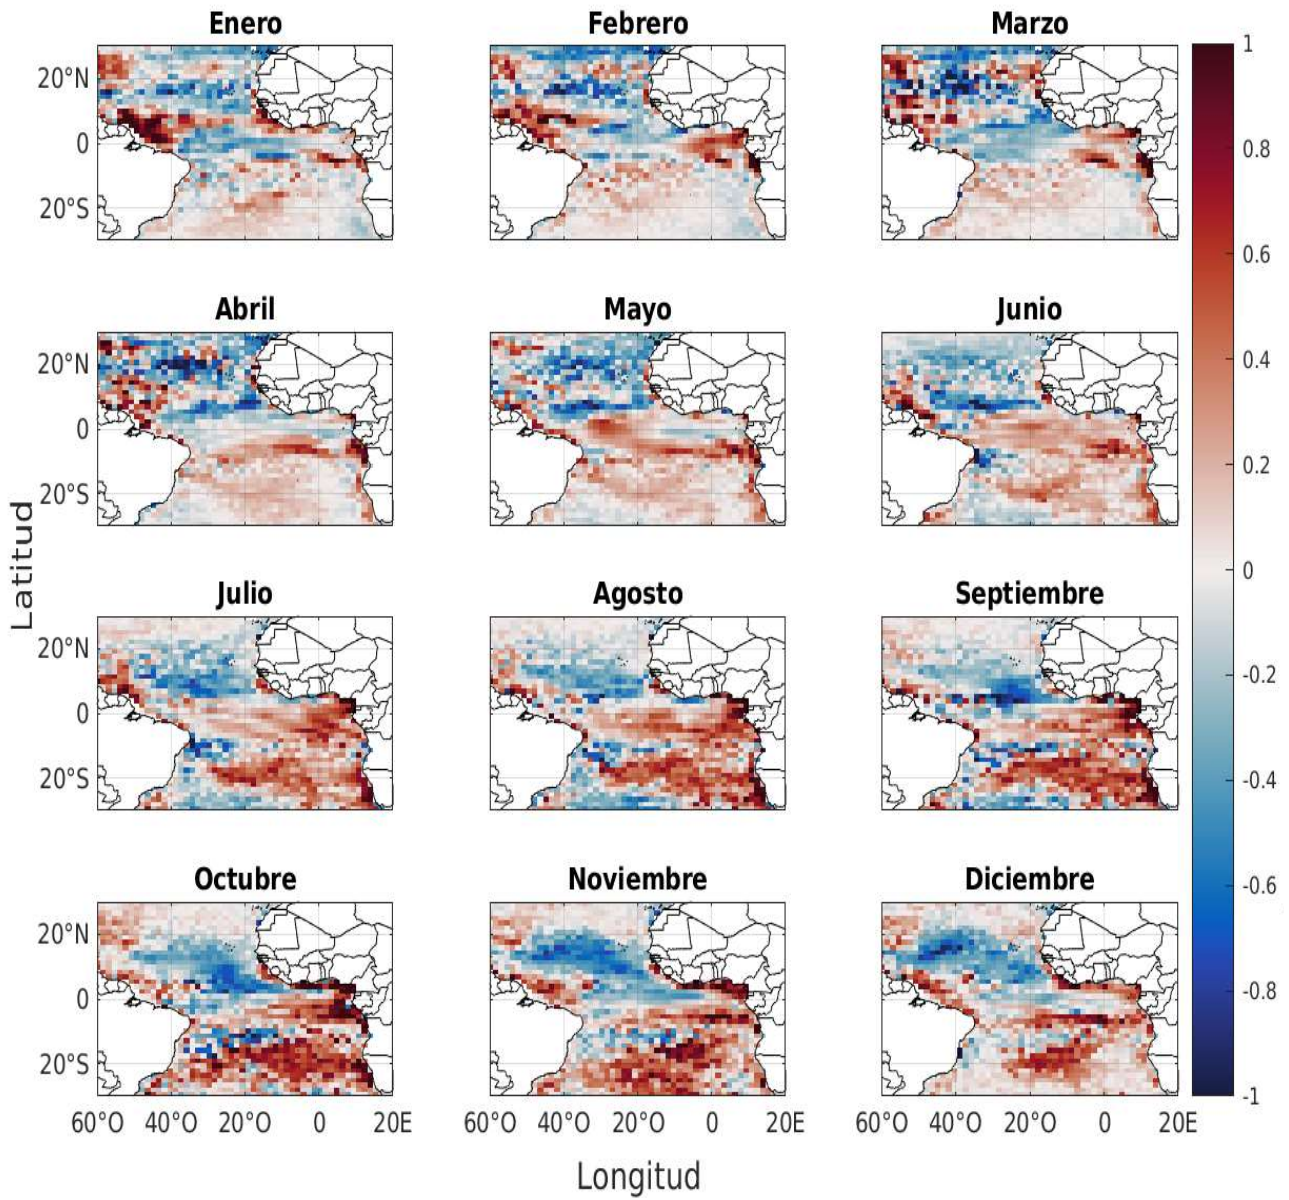 Enero Febrero Marzo
1
20°N
0.8
0
20°S
0.6
Abril Mayo Junio
0.4
20°N
0
0.2
20°S
0
Latitud
Julio Agosto Septiembre
20°N
-0.2
0
-0.4
20°S
Octubre Noviembre Diciembre
-0.6
20°N
-0.8
0
20°S
-1
60°O 40°O 20°O 0 20E 60°O 40°O 20°O 0 20E 60°O 40°O 20°O 0 20E
Longitud